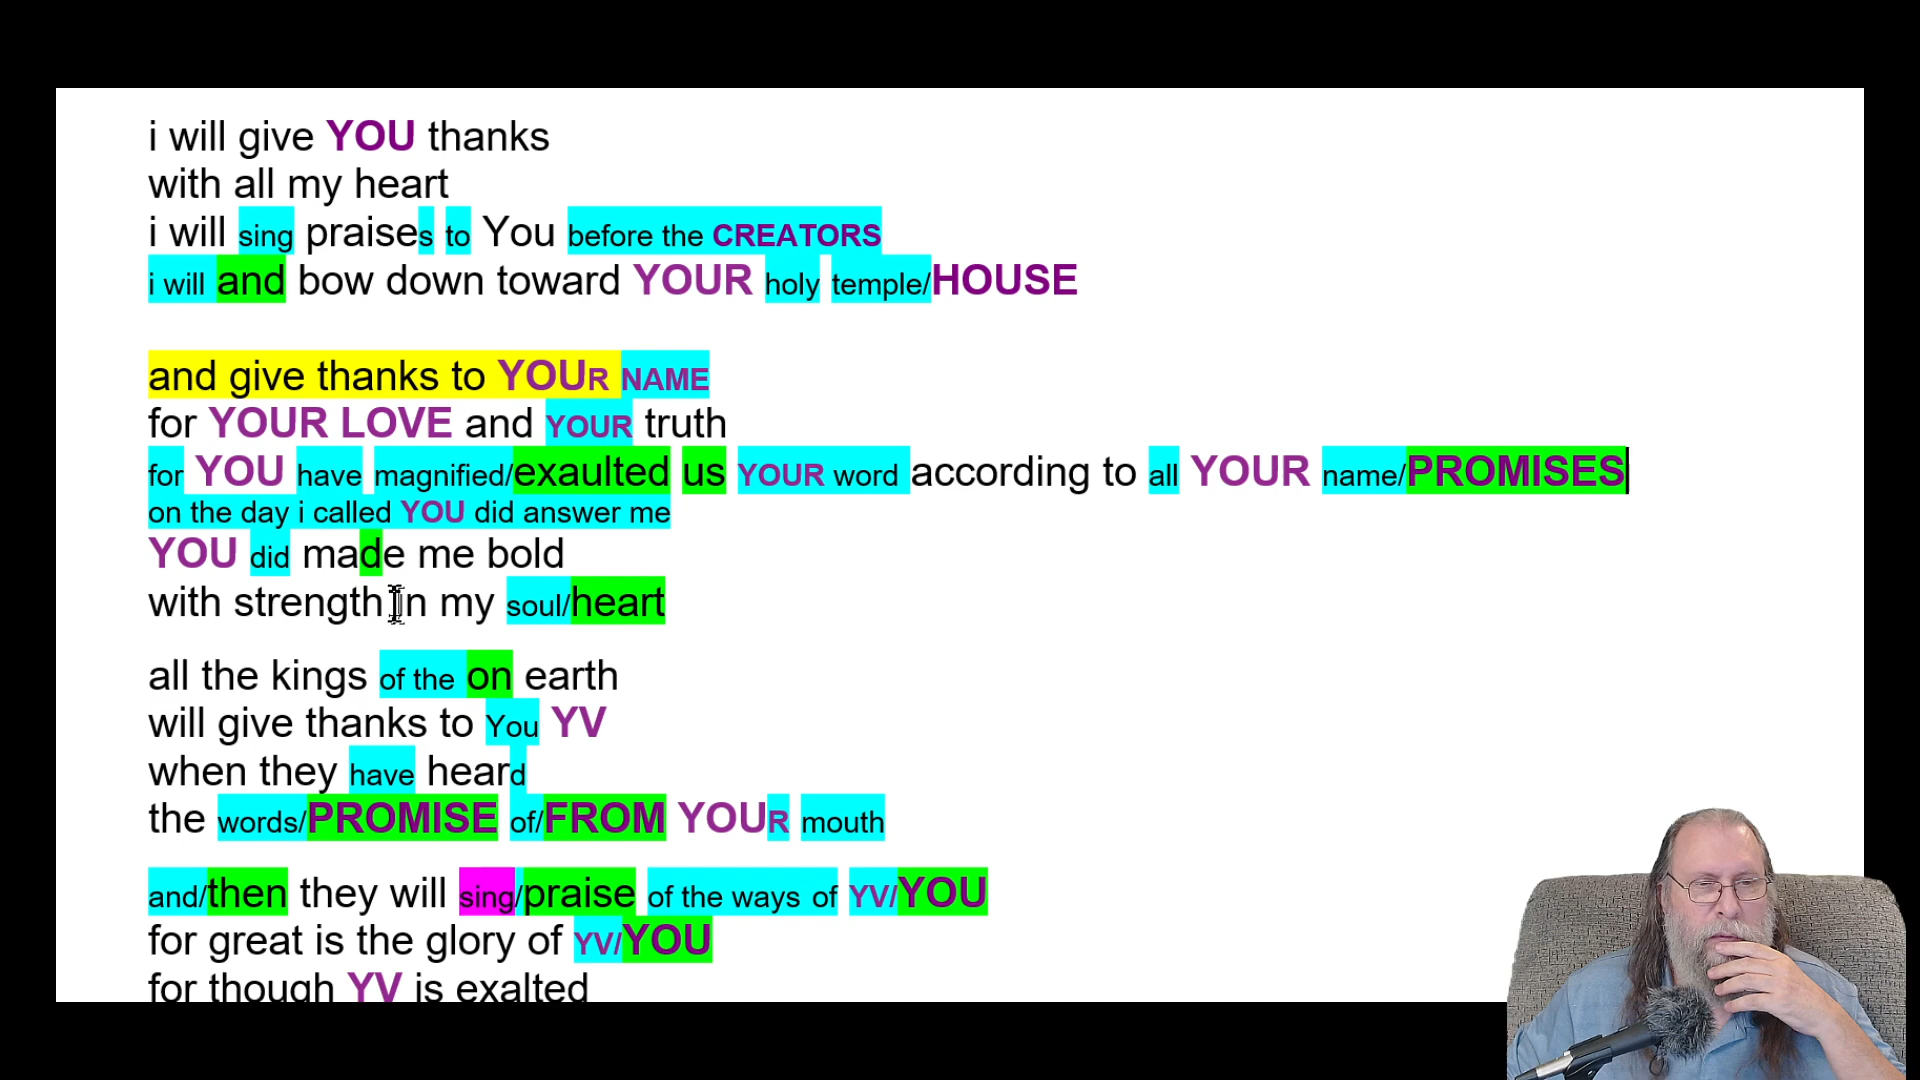 i will give YOU thanks
with all my heart
i will sing praises to You before the CREATORS
i will and bow down toward YOUR holy temple/HOUSE
and give thanks to YOUR NAME
for YOUR LOVE and YOUR truth
for YOU have magnified/exaulted us YOUR word according to all YOUR name/PROMISES
on the day i called YOU did answer me
YOU did made me bold
with strength in my soul/heart
all the kings of the on earth
will give thanks to You YV
when they have heard
the words/PROMISE of/FROM YOUR mouth
and/then they will sing/praise of the ways of YV/YOU
for great is the glory of YV/YOU
for though YV is exalted